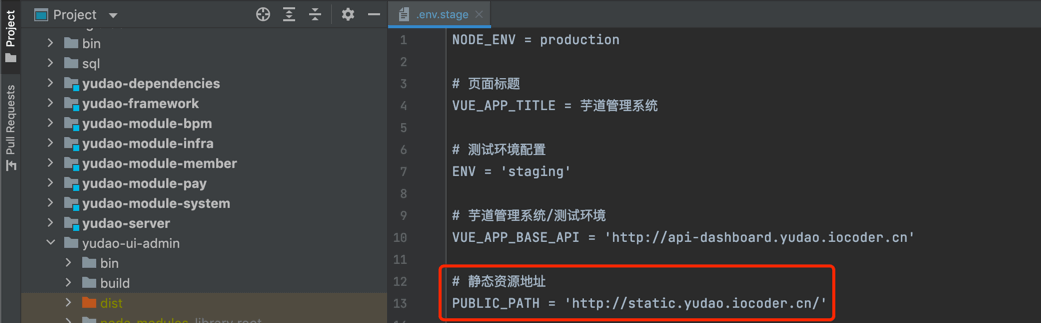 Project
.env.stage
Project
Pull Requests
bin
sql
yudao-dependencies
yudao-framework
yudao-module-bpm
yudao-module-infra
yudao-module-member
yudao-module-pay
yudao-module-system
yudao-server
yudao-ui-admin
bin
build
dist
node_modules library root
1 NODE_ENV = production
2
3 # 页面标题
4 VUE_APP_TITLE = 芋道管理系统
5
6 # 测试环境配置
7 ENV = 'staging'
8
9 # 芋道管理系统/测试环境
10 VUE_APP_BASE_API = 'http://api-dashboard.yudao.iocoder.cn'
11
12 # 静态资源地址
13 PUBLIC_PATH = 'http://static.yudao.iocoder.cn/'